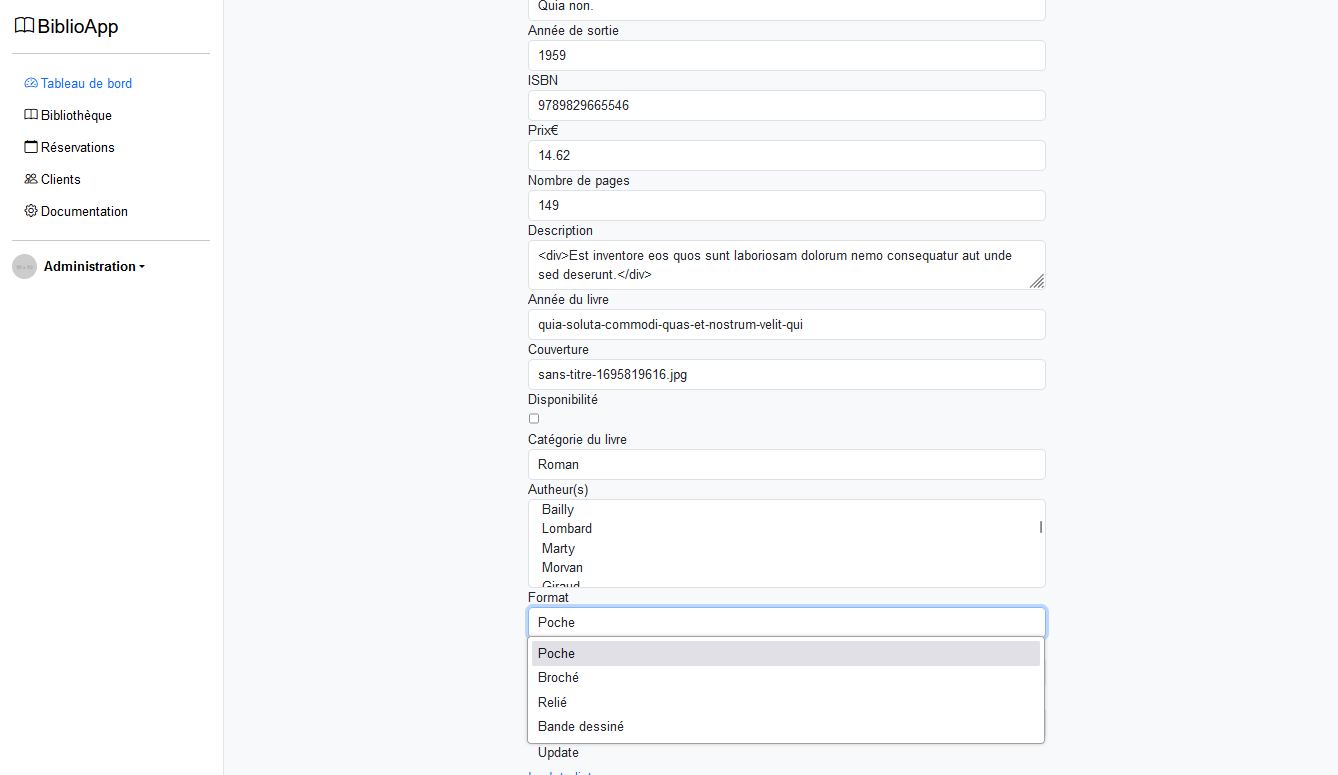 BiblioApp
Tableau de bord
Bibliothèque
Réservations
Clients
Documentation
Administration
Quia non.
Année de sortie
1959
ISBN
9789829665546
Prix€
14.62
Nombre de pages
149
Description
<div>Est inventore eos quos sunt laboriosam dolorum nemo consequatur aut unde
sed deserunt.</div>
Année du livre
quia-soluta-commodi-quas-et-nostrum-velit-qui
Couverture
sans-titre-1695819616.jpg
Disponibilité
Catégorie du livre
Roman
Autheur(s)
Bailly
Lombard
Marty
Morvan
Giraud
Format
Poche
Poche
Broché
Relié
Bande dessiné
Update